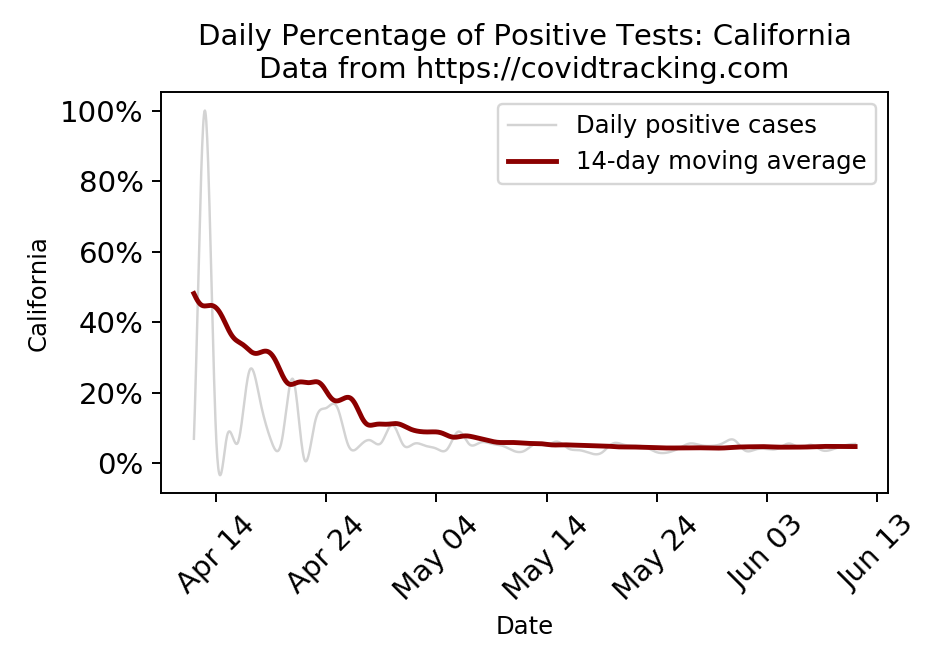 Daily Percentage of Positive Tests: California
Data from https://covidtracking.com
Daily positive cases
14-day moving average
100%
80%
60%
40%
20%
0%
California
Apr 14
Apr 24
May 04
May 14
May 24
Jun 03
Jun 13
Date